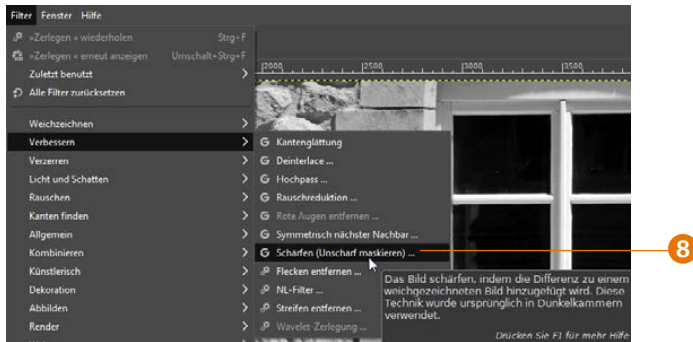 Filter Fenster Hilfe
»Zerlegen « wiederholen Strg+F
»Zerlegen « erneut anzeigen Umschalt+Strg+F
Zuletzt benutzt
Alle Filter zurücksetzen
2000 2500 3000 3500
Weichzeichnen
Verbessern
Verzerren
Licht und Schatten
Rauschen
Kanten finden
Allgemein
Kombinieren
Künstlerisch
Dekoration
Abbilden
Render
Kantenglättung
Deinterlace ...
Hochpass ...
Rauschreduktion ...
Rote Augen entfernen ...
Symmetrisch nächster Nachbar ...
Schärfen (Unscharf maskieren) ...
8
Flecken entfernen ...
NL-Filter ...
Streifen entfernen ...
Wavelet-Zerlegung ...
Das Bild schärfen, indem die Differenz zu einem
weichgezeichneten Bild hinzugefügt wird. Diese
Technik wurde ursprünglich in Dunkelkammern
verwendet.
Drücken Sie F1 für mehr Hilfe